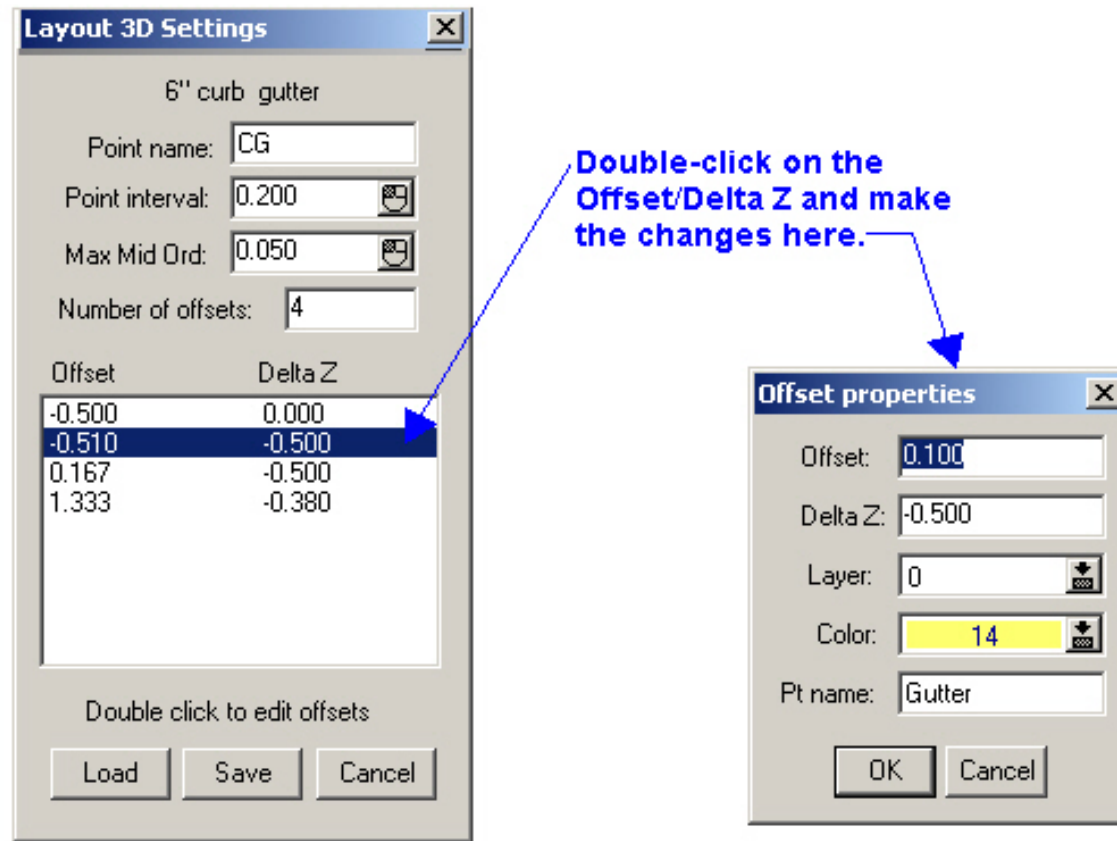 Layout 3D Settings
6" curb gutter
Point name: CG
Point interval: 0.200
Max Mid Ord: 0.050
Number of offsets: 4
Offset Delta Z
-0.500 0.000
-0.510 -0.500
0.167 -0.500
1.333 -0.380
Double click to edit offsets
Load Save Cancel
Double-click on the
Offset/Delta Z and make
the changes here.
Offset properties
Offset: 0.100
Delta Z: -0.500
Layer: 0
Color: 14
Pt name: Gutter
OK Cancel